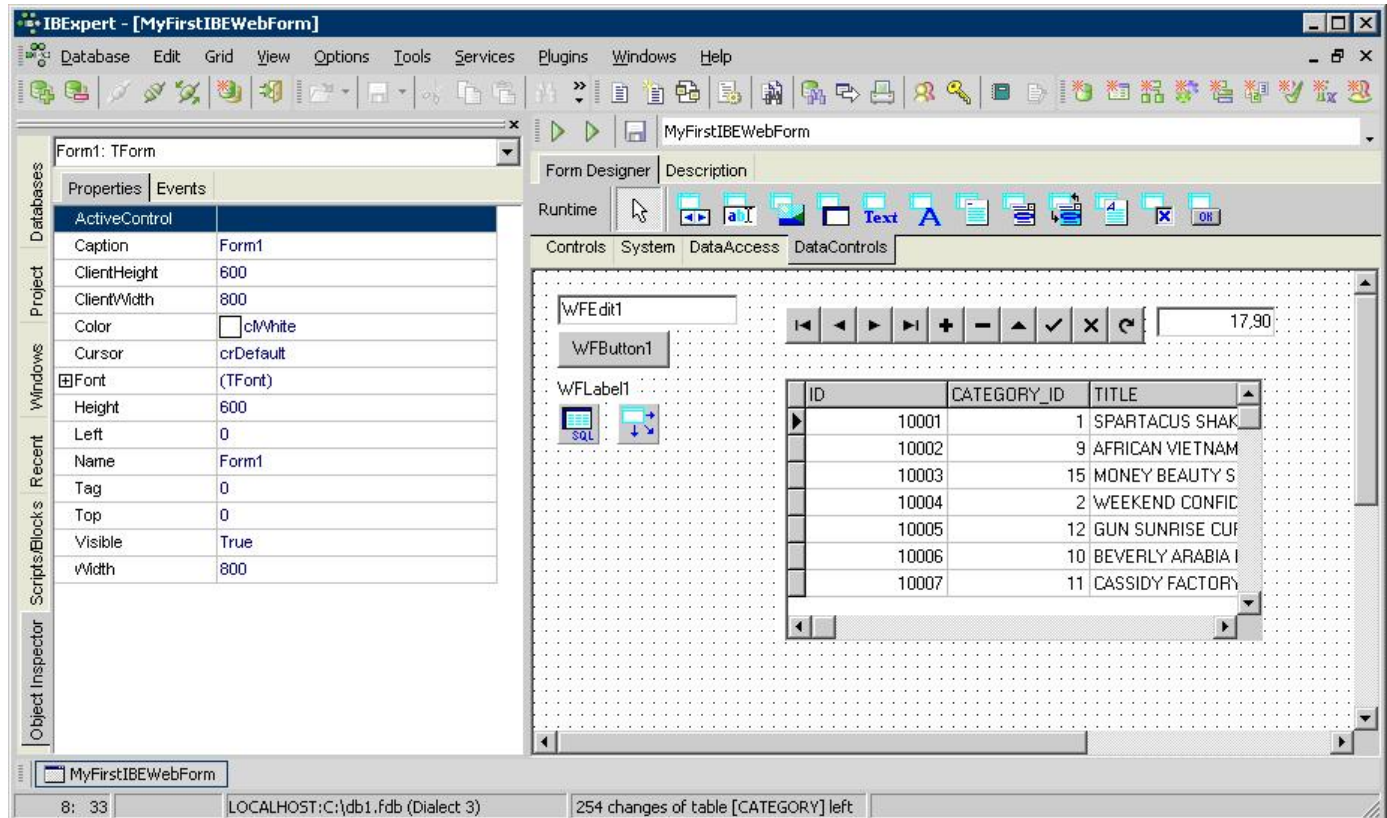 IBExpert - [MyFirstIBEWebForm]
Database Edit Grid View Options Tools Services Plugins Windows Help
MyFirstIBEWebForm
Form1: TForm
Form Designer Description
Properties Events
Runtime abI Text A A OK
Controls System DataAccess DataControls
ActiveControl
Caption Form1
ClientHeight 600
ClientWidth 800
Color clWhite
Cursor crDefault
Font (TFont)
Height 600
Left 0
Name Form1
Tag 0
Top 0
Visible True
Width 800
Databases
Project
Windows
Recent
Scripts/Blocks
Object Inspector
WFEdit1
17,90
WFButton1
WFLabel1
SQL
ID CATEGORY_ID TITLE
10001 1 SPARTACUS SHAK
10002 9 AFRICAN VIETNAM
10003 15 MONEY BEAUTY S
10004 2 WEEKEND CONFID
10005 12 GUN SUNRISE
10006 10 BEVERLY ARABIA
10007 11 CASSIDY FACTORY
MyFirstIBEWebForm
8: 33 LOCALHOST:C:\db1.fdb (Dialect 3) 254 changes of table [CATEGORY] left